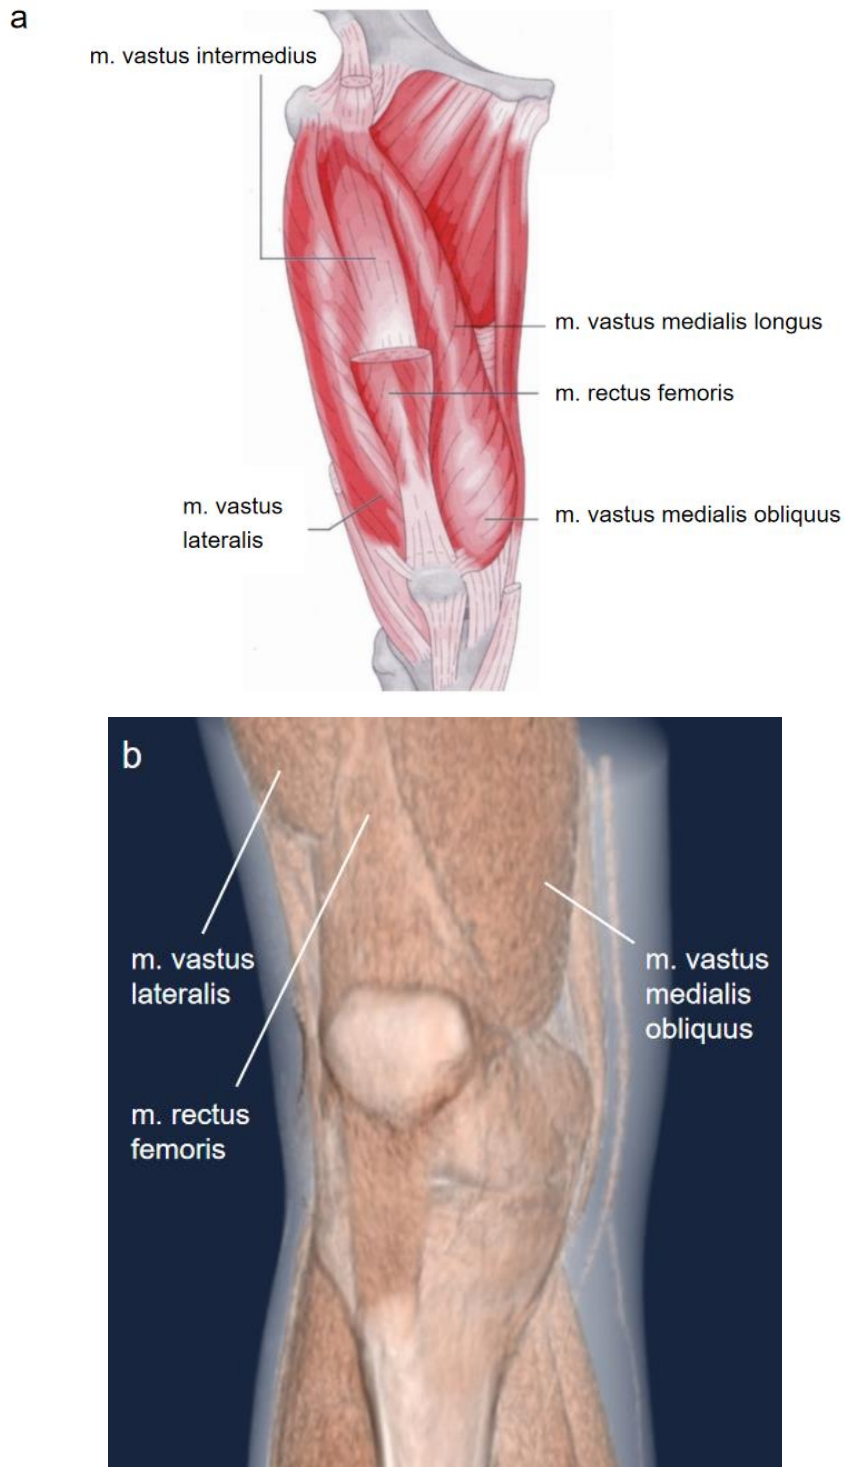 a
m. vastus intermedius
m. vastus medialis longus
m. rectus femoris
m. vastus
lateralis
m. vastus medialis obliquus
b
m. vastus
lateralis
m. vastus
medialis
obliquus
m. rectus
femoris